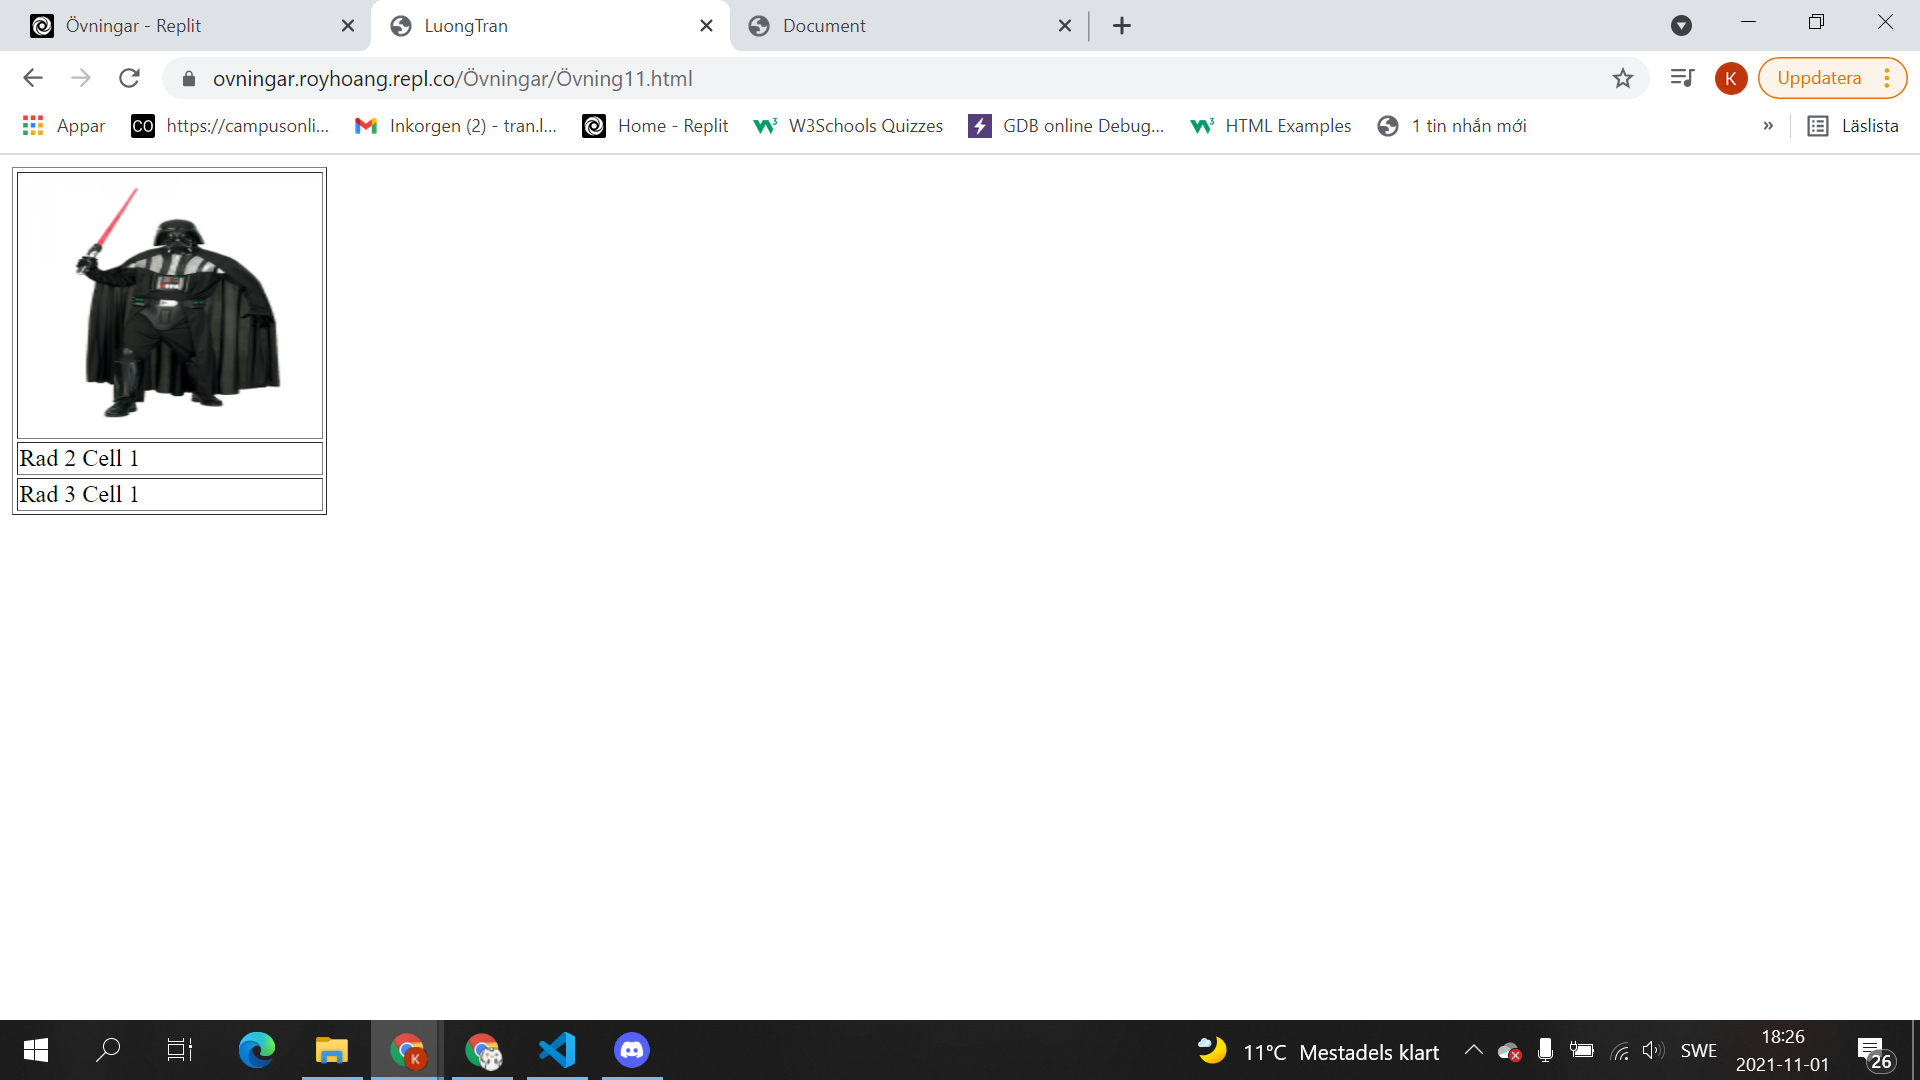 Övningar - Replit
LuongTran
Document
ovningar.royhoang.repl.co/Övningar/Övning11.html
K
Uppdatera
Appar
CO
https://campusonli...
Inkorgen (2) - tran.l...
Home - Replit
W3Schools Quizzes
GDB online Debug...
HTML Examples
1 tin nhắn mới
»
Läslista
Rad 2 Cell 1
Rad 3 Cell 1
K
11°C Mestadels klart
SWE
18:26
2021-11-01
26